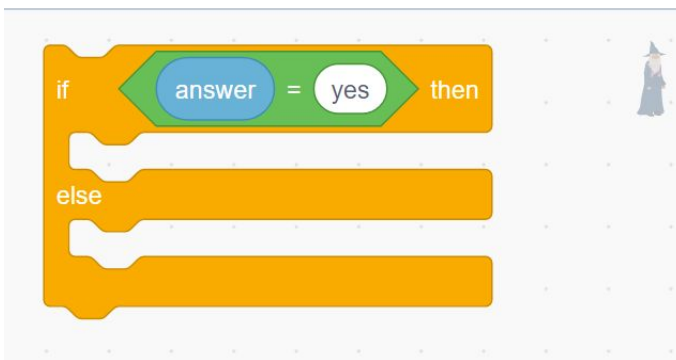 if answer = yes then
else